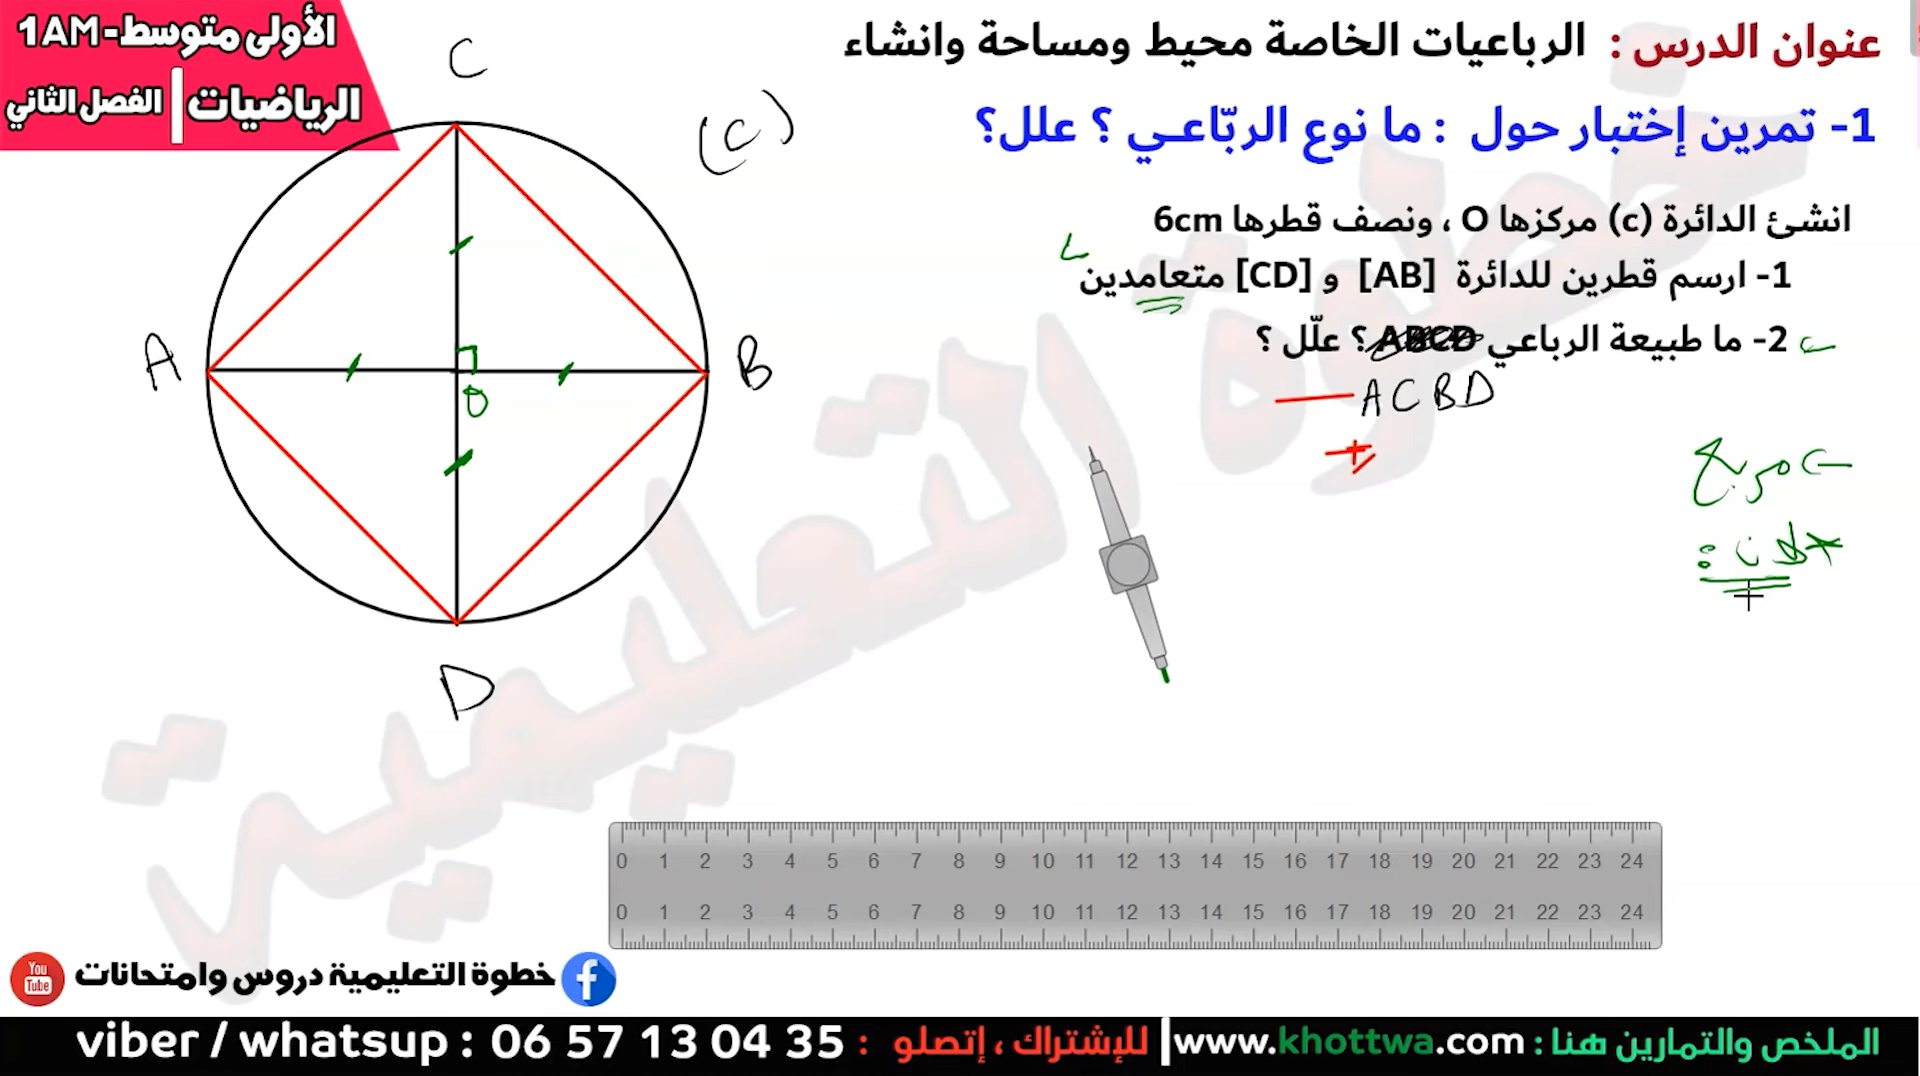 الأولى متوسط-1AM
الرياضيات | الفصل الثاني
عنوان الدرس : الرباعيات الخاصة محيط ومساحة وانشاء
1- تمرين إختبار حول : ما نوع الربّاعـي ؟ علل؟
انشئ الدائرة (c) مركزها O ، ونصف قطرها 6cm
1- ارسم قطرين للدائرة [AB] و [CD] متعامدين
2- ما طبيعة الرباعي ABCD ؟ علّل ؟
ACBD
مربع
لان :
C
(C)
A
B
O
D
0 1 2 3 4 5 6 7 8 9 10 11 12 13 14 15 16 17 18 19 20 21 22 23 24
0 1 2 3 4 5 6 7 8 9 10 11 12 13 14 15 16 17 18 19 20 21 22 23 24
خطوة التعليمية
You Tube
خطوة التعليمية دروس وامتحانات
الملخص والتمارين هنا : www.khottwa.com | للإشتراك ، إتصلو : viber / whatsup : 06 57 13 04 35